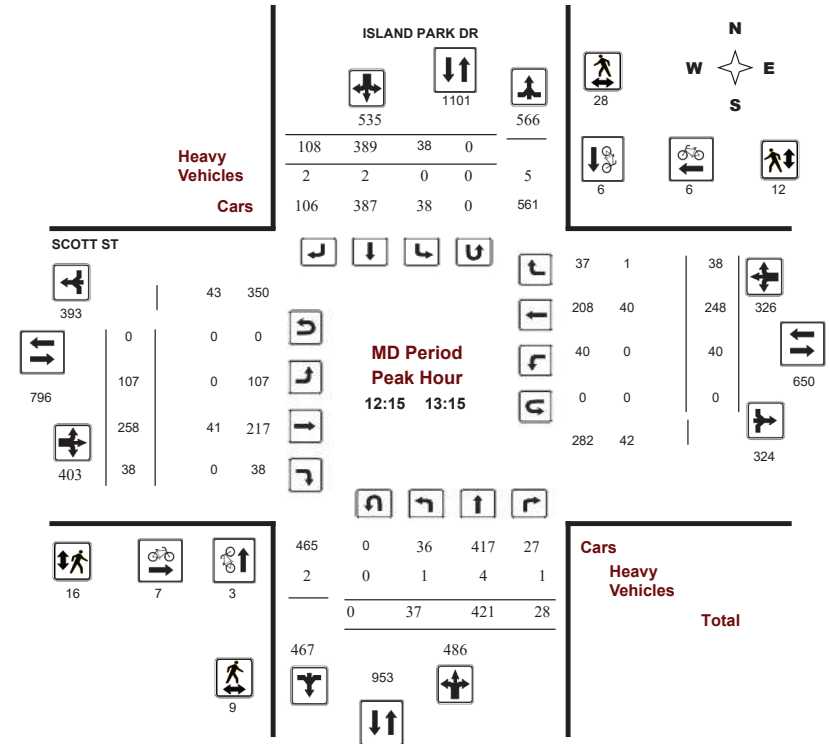 ISLAND PARK DR
N
W E
S
1101
28
535 566
108 389 38 0
Heavy
Vehicles
2 2 0 0 5
Cars
106 387 38 0 561
6 6 12
SCOTT ST
393
43 350
37 1 38
208 40 248 326
0 0 0
MD Period
Peak Hour
12:15 13:15
40 0 40
650
796
107 0 107
0 0 0
258 41 217
282 42
324
403
38 0 38
465 0 36 417 27
Cars
2 0 1 4 1
Heavy
Vehicles
16 7 3
0 37 421 28
Total
467 486
953
9